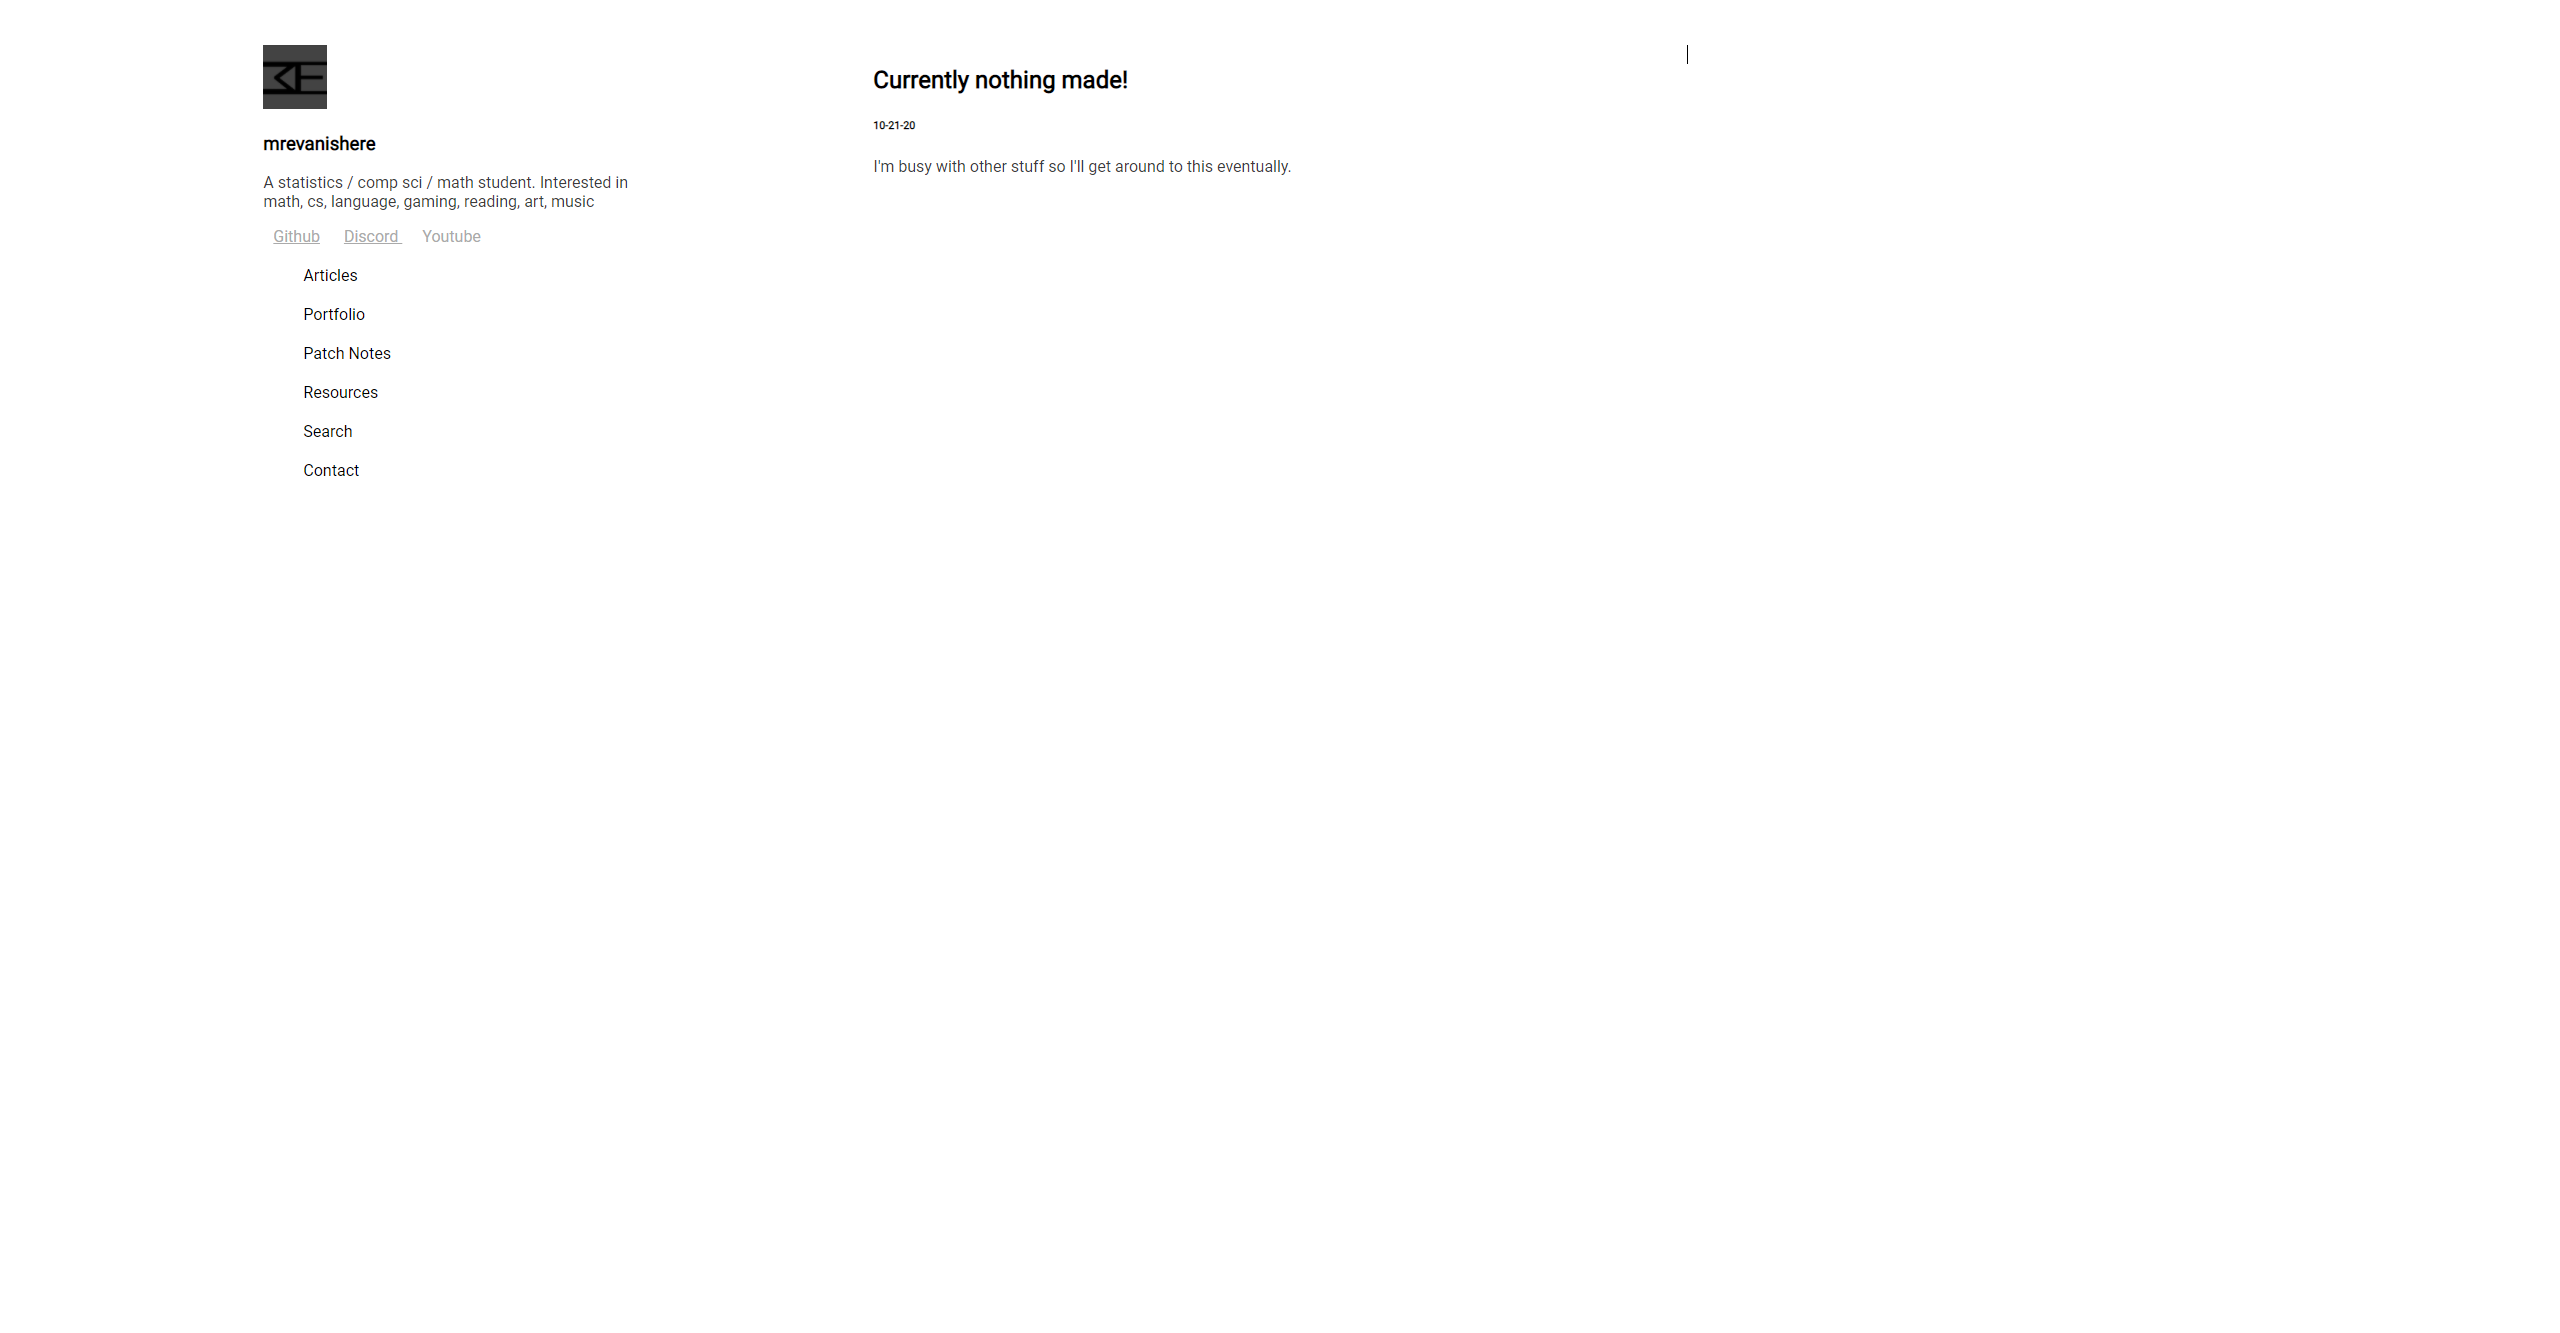 mrevanishere
A statistics / comp sci / math student. Interested in
math, cs, language, gaming, reading, art, music
Github Discord Youtube
Articles
Portfolio
Patch Notes
Resources
Search
Contact
Currently nothing made!
10-21-20
I'm busy with other stuff so I'll get around to this eventually.